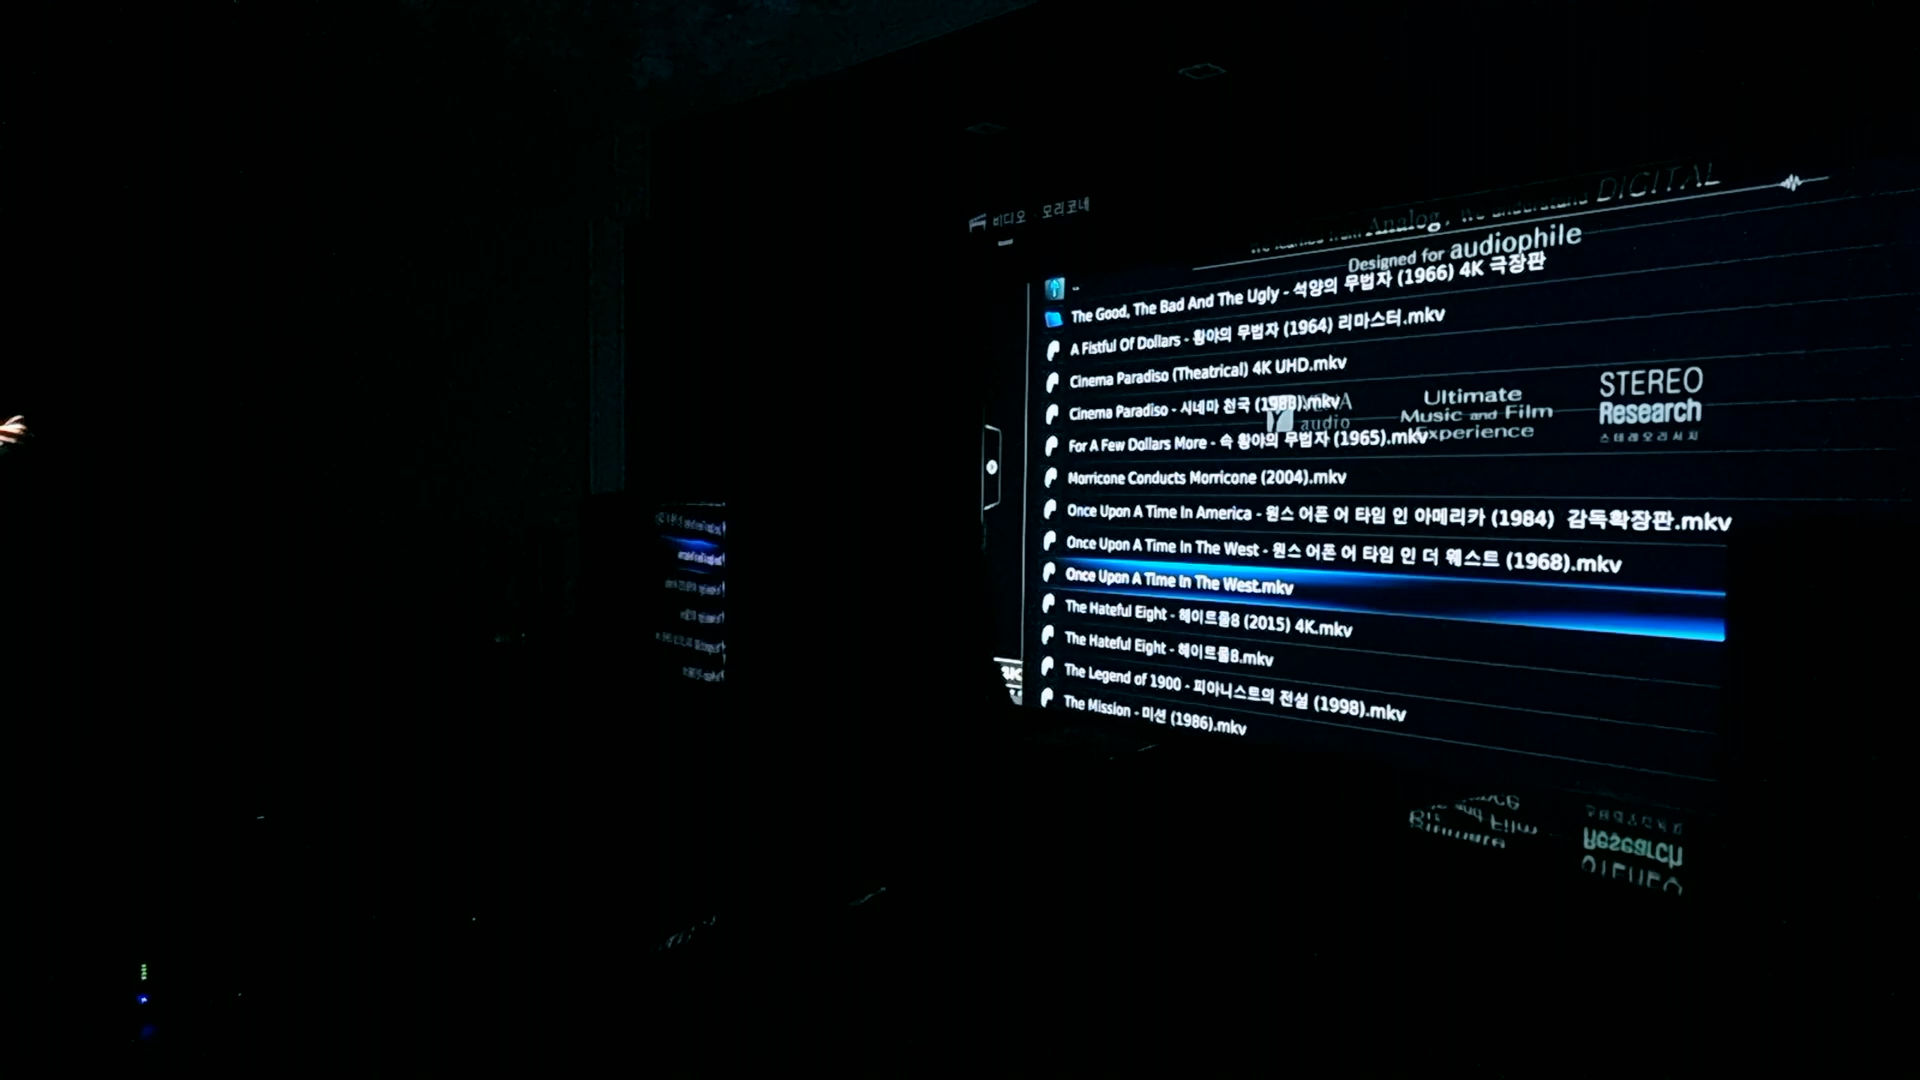 비디오 - 모리코네
Analog, We understand DIGITAL
Designed for audiophile
..
The Good, The Bad And The Ugly - 석양의 무법자 (1966) 4K 극장판
A Fistful Of Dollars - 황야의 무법자 (1964) 리마스터.mkv
Cinema Paradiso (Theatrical) 4K UHD.mkv
Cinema Paradiso - 시네마 천국 (1988).mkv
For A Few Dollars More - 속 황야의 무법자 (1965).mkv
Morricone Conducts Morricone (2004).mkv
Once Upon A Time In America - 원스 어폰 어 타임 인 아메리카 (1984) 감독확장판.mkv
Once Upon A Time In The West - 원스 어폰 어 타임 인 더 웨스트 (1968).mkv
Once Upon A Time In The West.mkv
The Hateful Eight - 헤이트풀8 (2015) 4K.mkv
The Hateful Eight - 헤이트풀8.mkv
The Legend of 1900 - 피아니스트의 전설 (1998).mkv
The Mission - 미션 (1986).mkv
audio
Ultimate
Music and Film
Experience
STEREO
Research
스테레오리서치